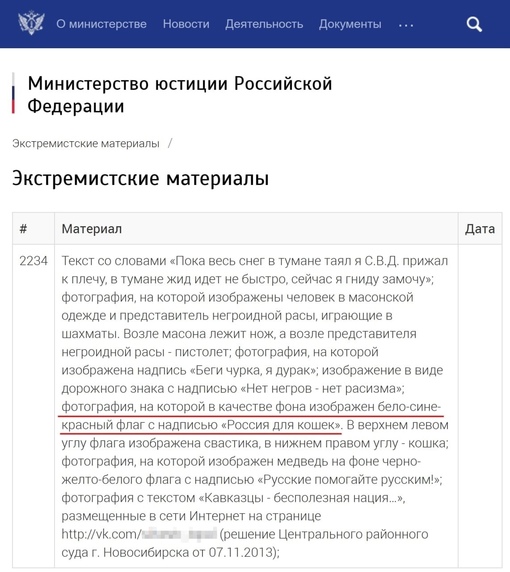 О министерстве Новости Деятельность Документы ...
Министерство юстиции Российской
Федерации
Экстремистские материалы /
Экстремистские материалы
# Материал Дата
2234 Текст со словами «Пока весь снег в тумане таял я С.В.Д. прижал
к плечу, в тумане жид идет не быстро, сейчас я гниду замочу»;
фотография, на которой изображены человек в масонской
одежде и представитель негроидной расы, играющие в
шахматы. Возле масона лежит нож, а возле представителя
негроидной расы - пистолет; фотография, на которой
изображена надпись «Беги чурка, я дурак»; изображение в виде
дорожного знака с надписью «Нет негров - нет расизма»;
фотография, на которой в качестве фона изображен бело-сине-
красный флаг с надписью «Россия для кошек». В верхнем левом
углу флага изображена свастика, в нижнем правом углу - кошка;
фотография, на которой изображен медведь на фоне черно-
желто-белого флага с надписью «Русские помогайте русским!»;
фотография с текстом «Кавказцы - бесполезная нация…»,
размещенные в сети Интернет на странице
http://vk.com/ (решение Центрального районного
суда г. Новосибирска от 07.11.2013);